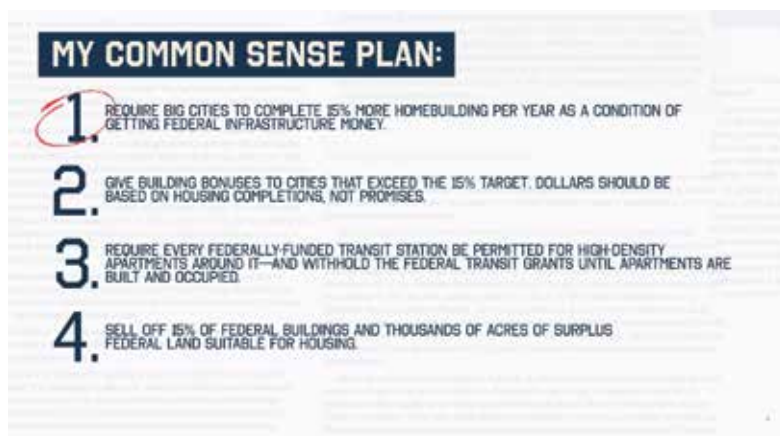 MY COMMON SENSE PLAN:
1. REQUIRE BIG CITIES TO COMPLETE 15% MORE HOMEBUILDING PER YEAR AS A CONDITION OF
GETTING FEDERAL INFRASTRUCTURE MONEY.
2. GIVE BUILDING BONUSES TO CITIES THAT EXCEED THE 15% TARGET. DOLLARS SHOULD BE
BASED ON HOUSING COMPLETIONS, NOT PROMISES.
3. REQUIRE EVERY FEDERALLY-FUNDED TRANSIT STATION BE PERMITTED FOR HIGH-DENSITY
APARTMENTS AROUND IT—AND WITHHOLD THE FEDERAL TRANSIT GRANTS UNTIL APARTMENTS ARE
BUILT AND OCCUPIED.
4. SELL OFF 15% OF FEDERAL BUILDINGS AND THOUSANDS OF ACRES OF SURPLUS
FEDERAL LAND SUITABLE FOR HOUSING.